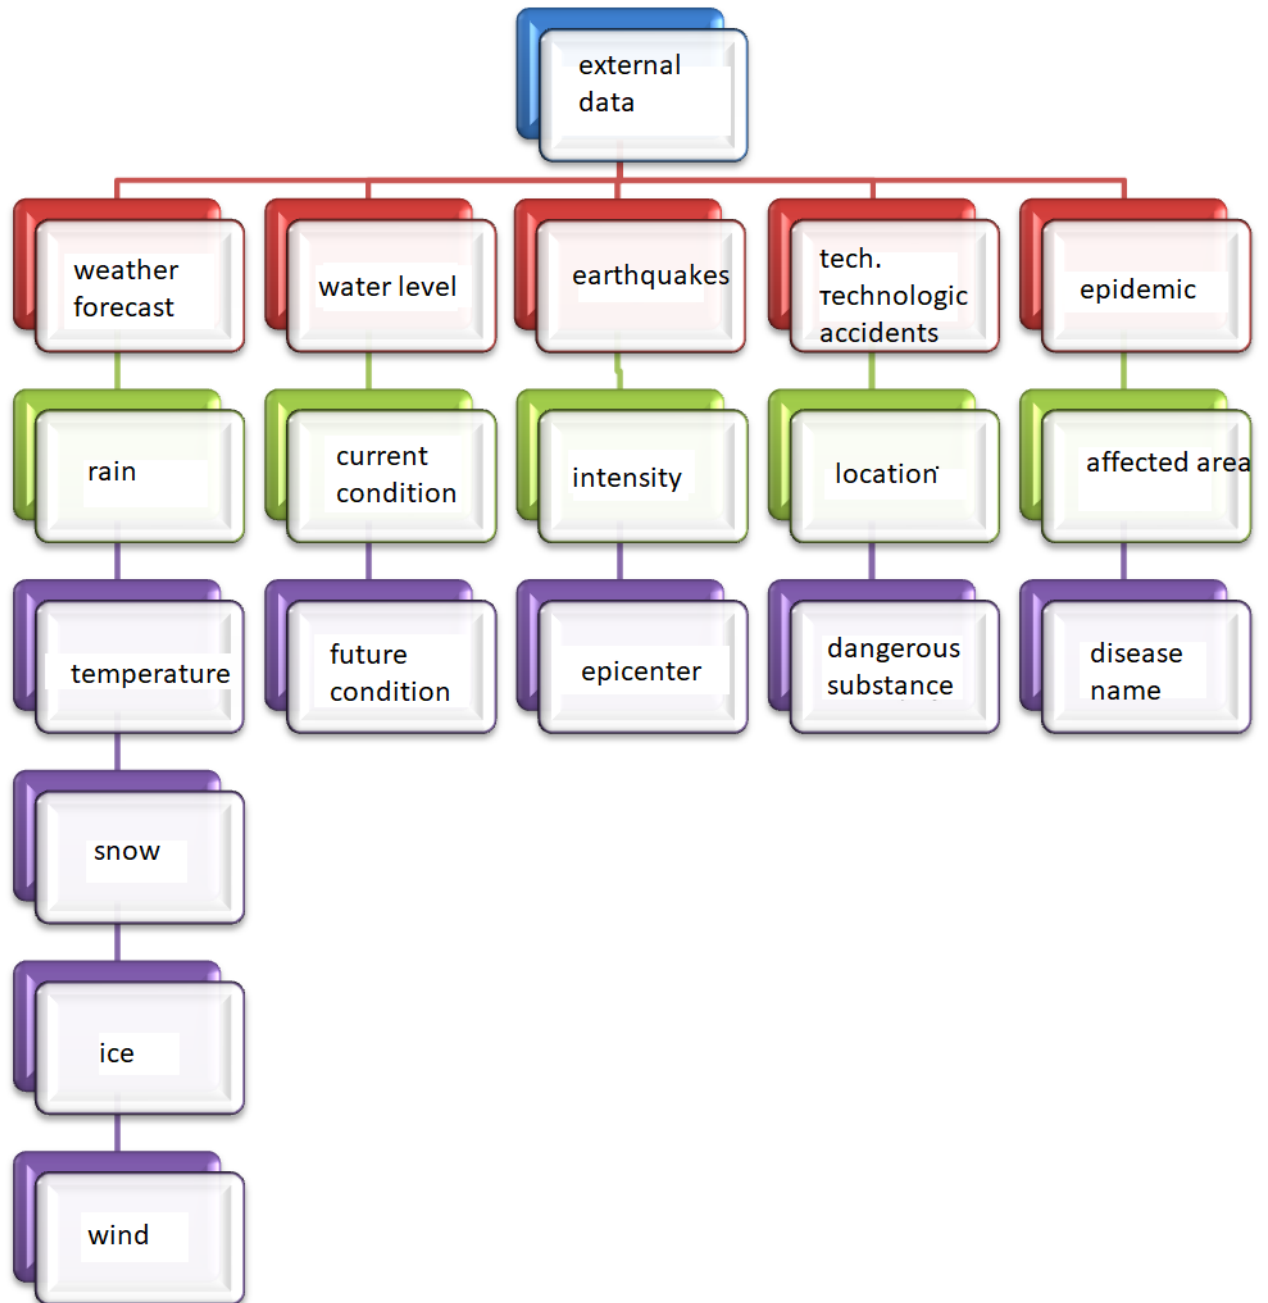 external
data
weather
forecast
water level
earthquakes
tech.
Technologic
accidents
epidemic
rain
current
condition
intensity
location
affected area
temperature
future
condition
epicenter
dangerous
substance
disease
name
snow
ice
wind